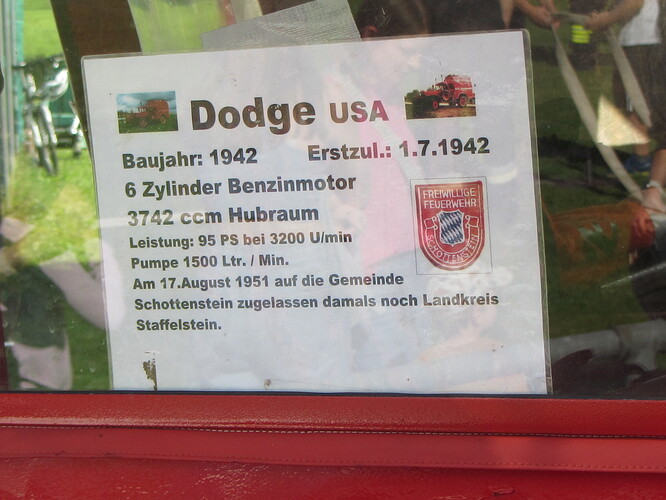 Dodge USA
Baujahr: 1942 Erstzul.: 1.7.1942
6 Zylinder Benzinmotor
3742 ccm Hubraum
FREIWILLIGE
FEUERWEHR
SCHOTTENSTEIN
Leistung: 95 PS bei 3200 U/min
Pumpe 1500 Ltr. / Min.
Am 17.August 1951 auf die Gemeinde
Schottenstein zugelassen damals noch Landkreis
Staffelstein.